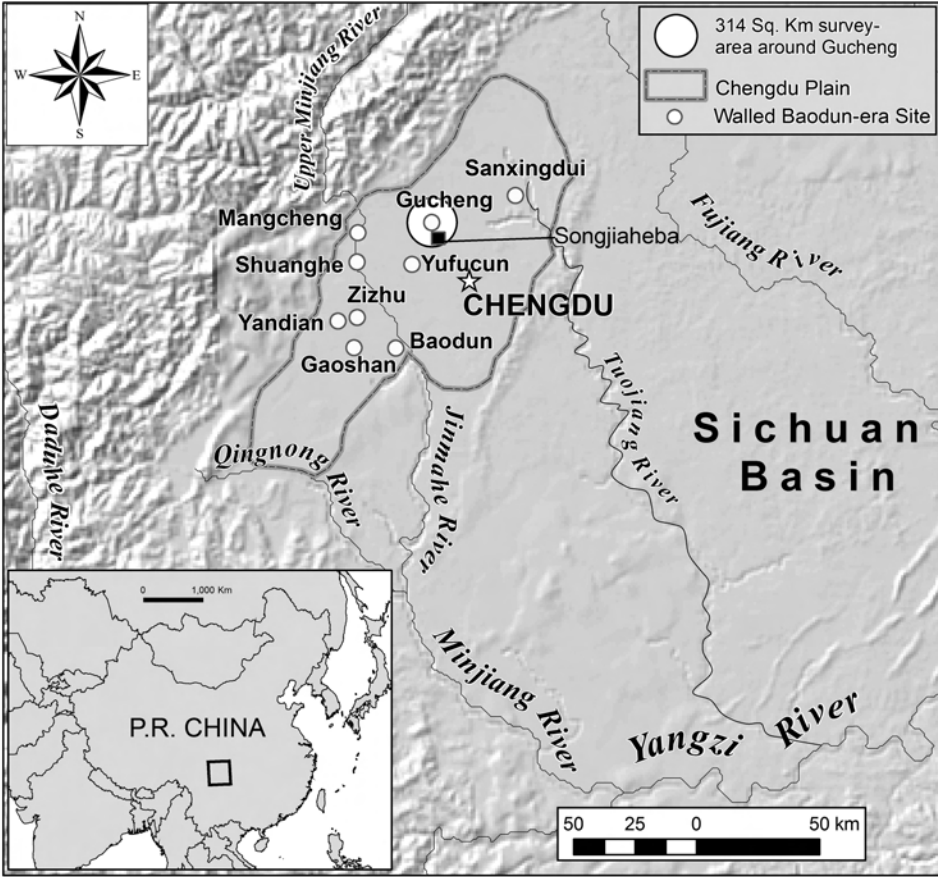 N
W E
S
314 Sq. Km survey-
area around Gucheng
Chengdu Plain
Walled Baodun-era Site
Upper Minjiang River
Sanxingdui
Gucheng
Mangcheng
Songjiaheba
Fujiang River
Shuanghe
Yufucun
Zizhu
CHENGDU
Yandian
Baodun
Gaoshan
Tuojiang River
Daduhe River
Qingnong
River
Jinmahe River
Sichuan
Basin
0 1,000 Km
P.R. CHINA
Minjiang River
Yangzi River
50 25 0 50 km